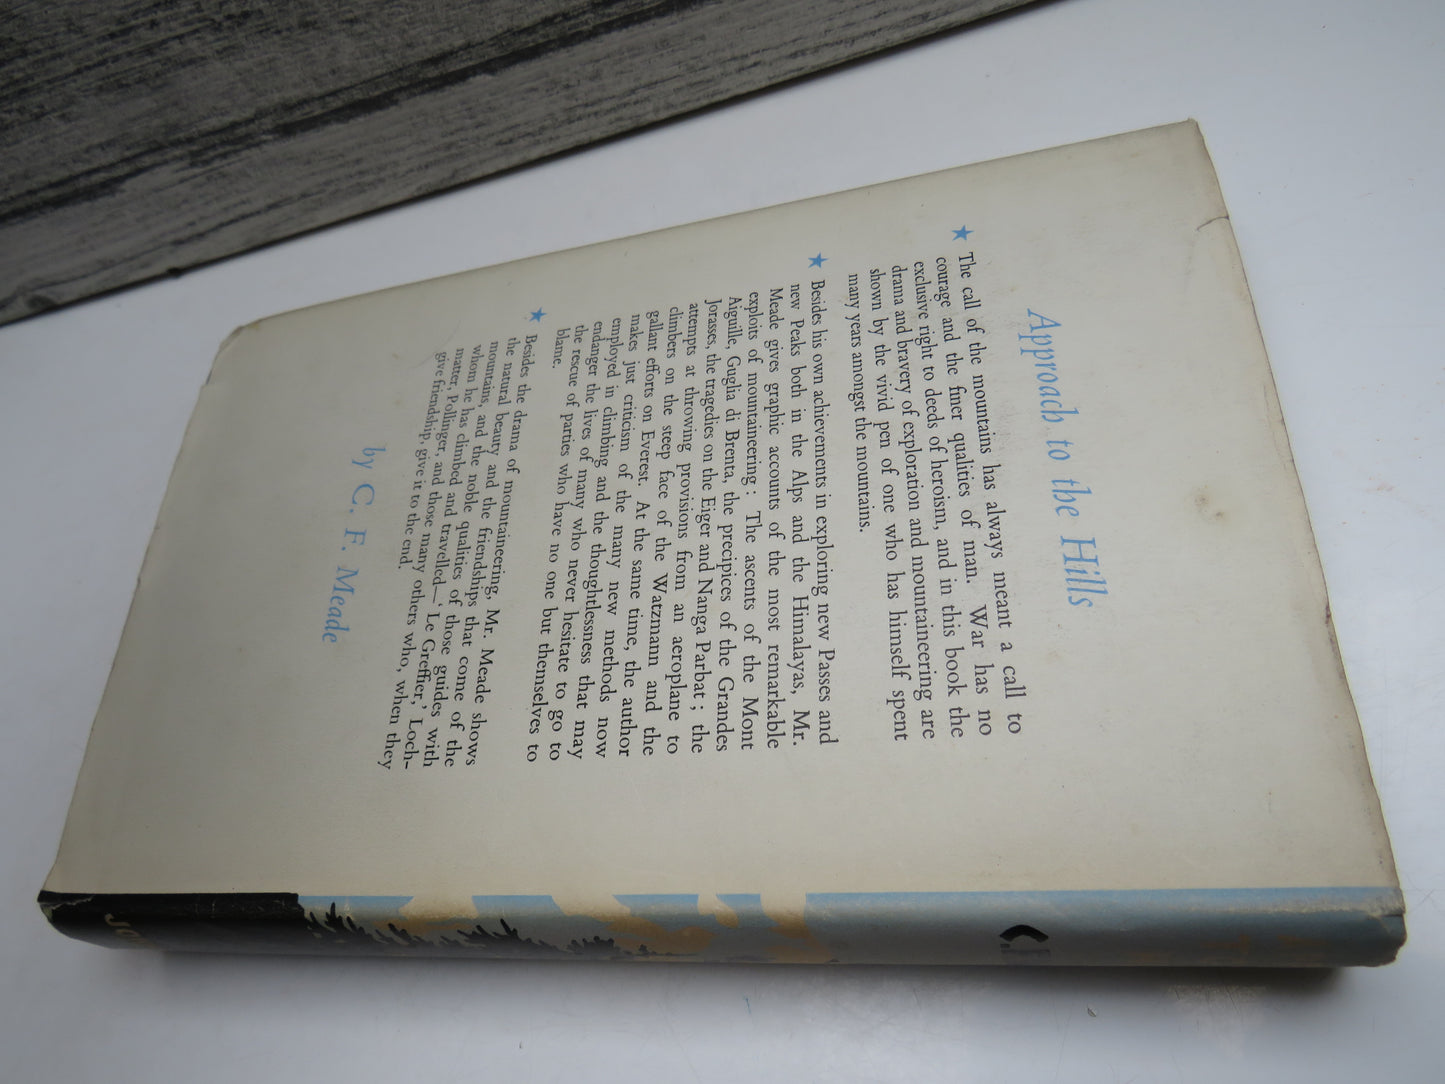 Approach to the Hills
★ The call of the mountains has always meant a call to
courage and the finer qualities of man. War has no
exclusive right to deeds of heroism, and in this book the
drama and bravery of exploration and mountaineering are
shown by the vivid pen of one who has himself spent
many years amongst the mountains.
★ Besides his own achievements in exploring new Passes and
new Peaks both in the Alps and the Himalayas, Mr.
Meade gives graphic accounts of the most remarkable
exploits of mountaineering : The ascents of the Mont
Aiguille, Guglia di Brenta, the precipices of the Grandes
Jorasses, the tragedies on the Eiger and Nanga Parbat ; the
attempts at throwing provisions from an aeroplane to
climbers on the steep face of the Watzmann and the
gallant efforts on Everest. At the same time, the author
makes just criticism of the many new methods now
employed in climbing and the thoughtlessness that may
endanger the lives of many who never hesitate to go to
the rescue of parties who have no one but themselves to
blame.
★ Besides the drama of mountaineering, Mr. Meade shows
the natural beauty and the friendships that come of the
mountains, and the noble qualities of those guides with
whom he has climbed and travelled—‘ Le Greffier,’ Loch-
matter, Pollinger, and those many others who, when they
give friendship, give it to the end.
by C. F. Meade